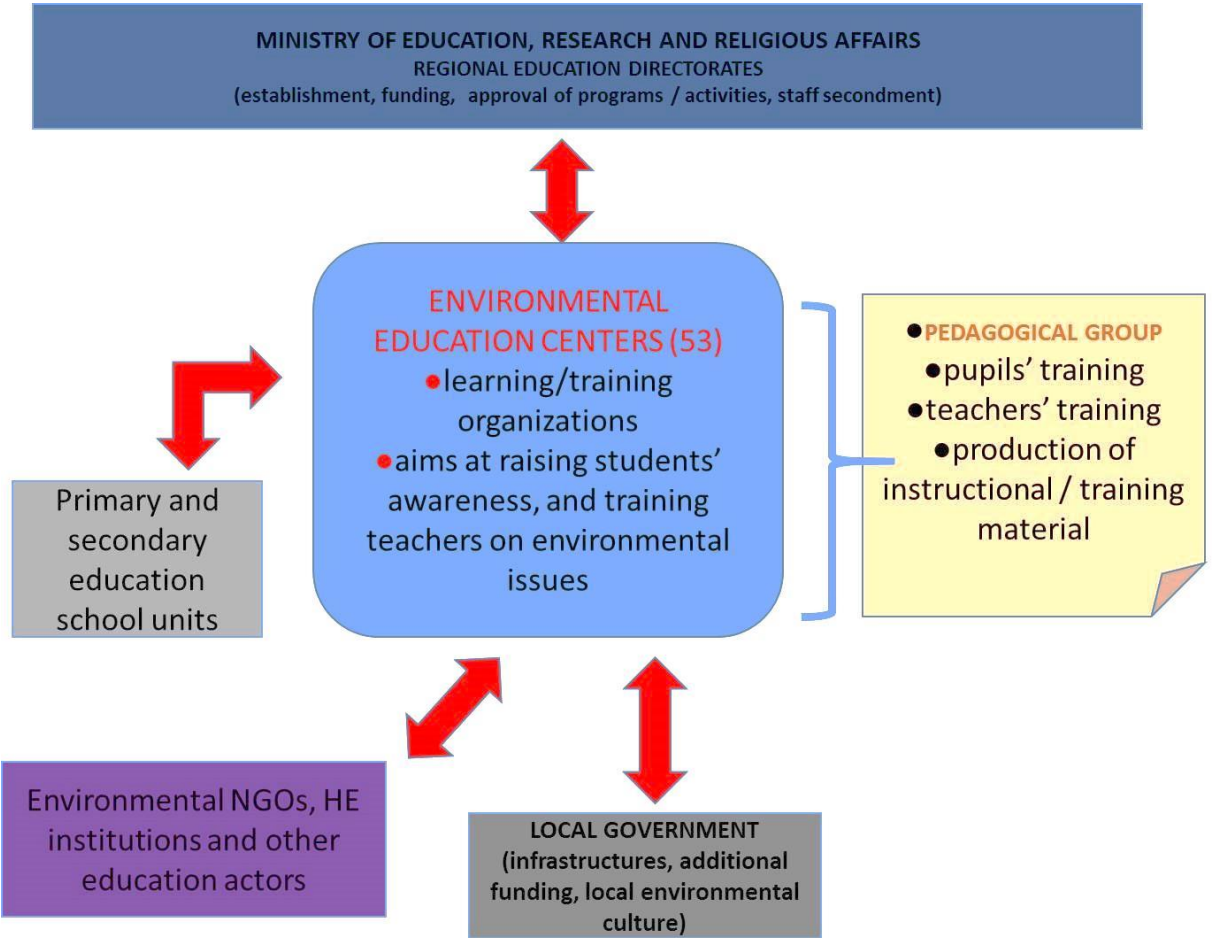 MINISTRY OF EDUCATION, RESEARCH AND RELIGIOUS AFFAIRS
REGIONAL EDUCATION DIRECTORATES
(establishment, funding, approval of programs / activities, staff secondment)
ENVIRONMENTAL
EDUCATION CENTERS (53)
●learning/training
organizations
●aims at raising students’
awareness, and training
teachers on environmental
issues
●PEDAGOGICAL GROUP
●pupils’ training
●teachers’ training
●production of
instructional / training
material
Primary and
secondary
education
school units
Environmental NGOs, HE
institutions and other
education actors
LOCAL GOVERNMENT
(infrastructures, additional
funding, local environmental
culture)